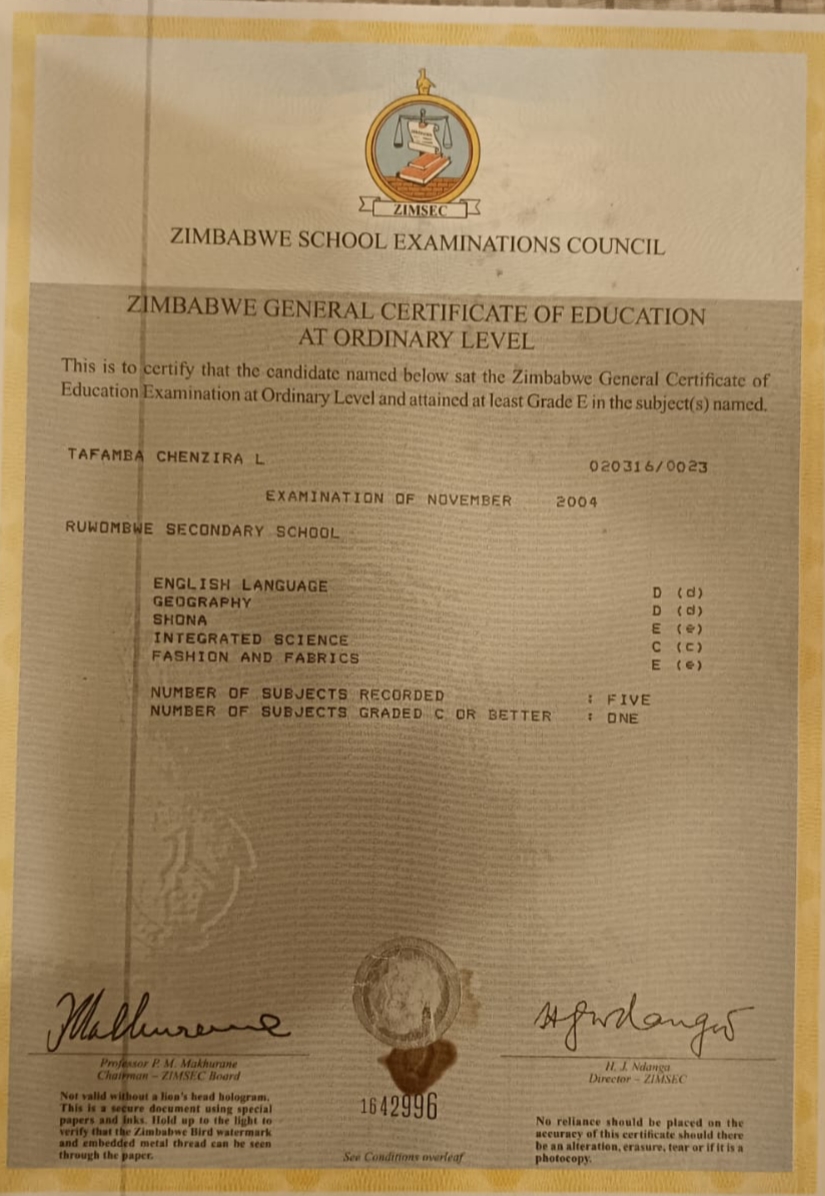 ZIMSEC
ZIMBABWE SCHOOL EXAMINATIONS COUNCIL
ZIMBABWE GENERAL CERTIFICATE OF EDUCATION
AT ORDINARY LEVEL
This is to certify that the candidate named below sat the Zimbabwe General Certificate of
Education Examination at Ordinary Level and attained at least Grade E in the subject(s) named.
TAFAMBA CHENZIRA L 020316/0023
EXAMINATION OF NOVEMBER 2004
RUWOMBWE SECONDARY SCHOOL
ENGLISH LANGUAGE D (d)
GEOGRAPHY D (d)
SHONA E (e)
INTEGRATED SCIENCE C (c)
FASHION AND FABRICS E (e)
NUMBER OF SUBJECTS RECORDED : FIVE
NUMBER OF SUBJECTS GRADED C OR BETTER : ONE
Professor P. M. Makhurane
Chairman – ZIMSEC Board
H. J. Ndanga
Director – ZIMSEC
Not valid without a lion's head hologram.
This is a secure document using special
papers and inks. Hold up to the light to
verify that the Zimbabwe Bird watermark
and embedded metal thread can be seen
through the paper.
1642996
See Conditions overleaf
No reliance should be placed on the
accuracy of this certificate should there
be an alteration, erasure, tear or if it is a
photocopy.